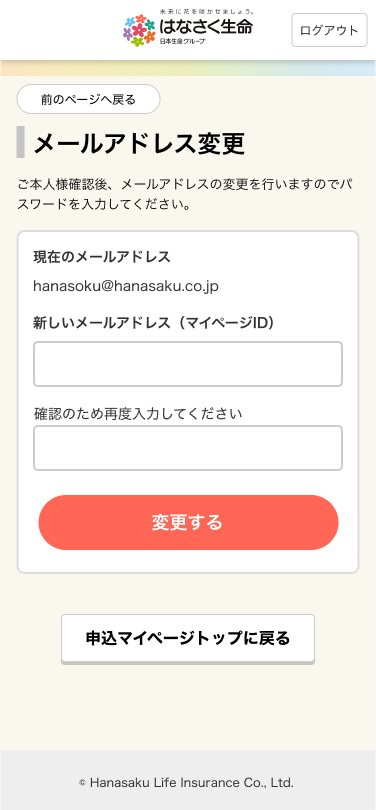 未来に花を咲かせましょう。
はなさく生命
日本生命グループ
ログアウト
前のページへ戻る
メールアドレス変更
ご本人様確認後、メールアドレスの変更を行いますのでパ
スワードを入力してください。
現在のメールアドレス
hanasoku@hanasaku.co.jp
新しいメールアドレス（マイページID）
確認のため再度入力してください
変更する
申込マイページトップに戻る
© Hanasaku Life Insurance Co., Ltd.